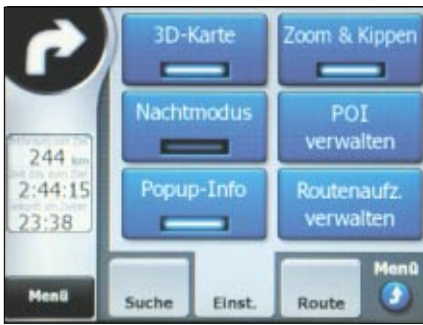 3D-Karte
Zoom & Kippen
Nachtmodus
POI
verwalten
Popup-Info
Routenaufz.
verwalten
244 km
2:44:15
23:38
Menü
Suche
Einst.
Route
Menü